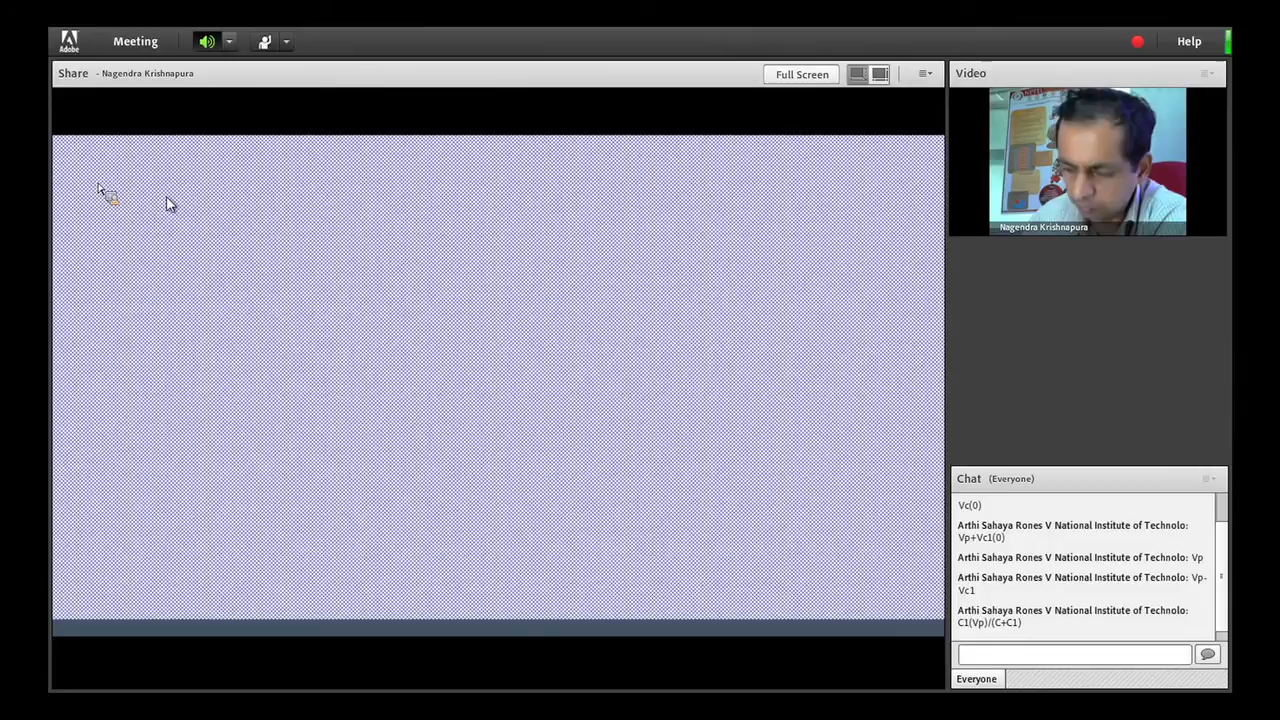 Adobe
Meeting
Help
Share - Nagendra Krishnapura
Full Screen
Video
Nagendra Krishnapura
Chat (Everyone)
Vc(0)
Arthi Sahaya Rones V National Institute of Technolo:
Vp+Vc1(0)
Arthi Sahaya Rones V National Institute of Technolo: Vp
Arthi Sahaya Rones V National Institute of Technolo: Vp-
Vc1
Arthi Sahaya Rones V National Institute of Technolo:
C1(Vp)/(C+C1)
Everyone